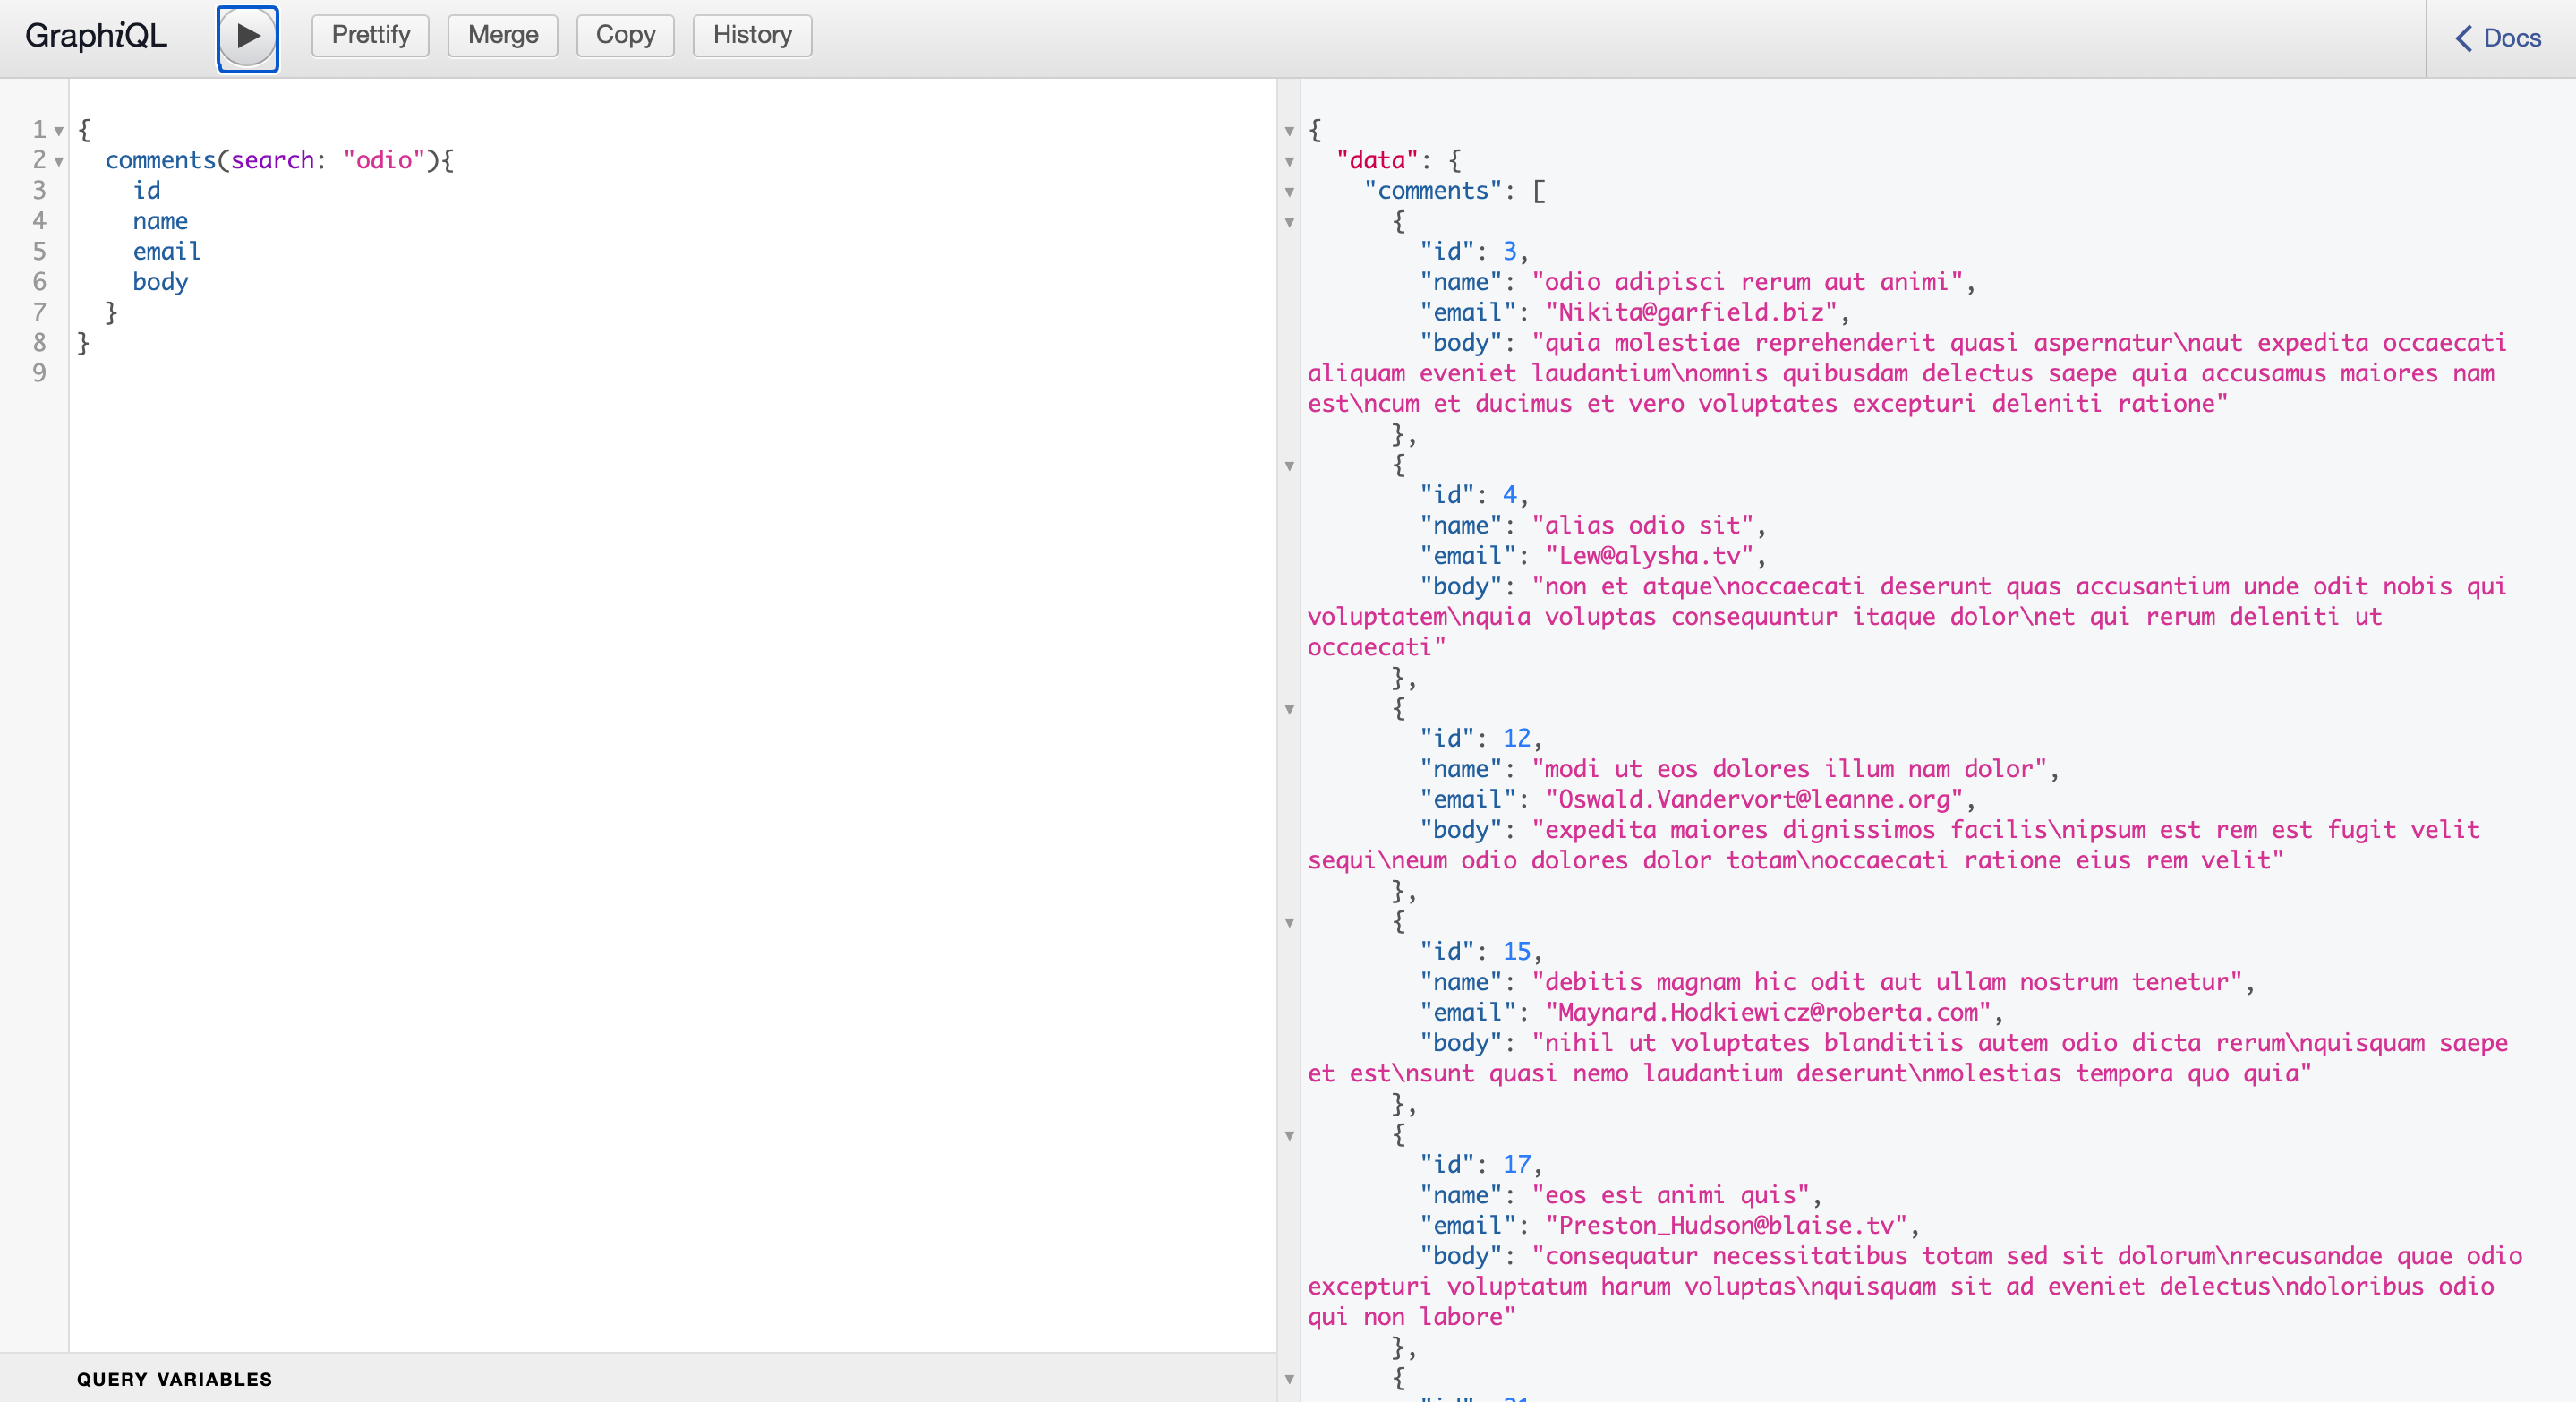 GraphiQL Prettify Merge Copy History Docs
1 {
2 comments(search: "odio"){
3 id
4 name
5 email
6 body
7 }
8 }
9
QUERY VARIABLES
{
"data": {
"comments": [
{
"id": 3,
"name": "odio adipisci rerum aut animi",
"email": "Nikita@garfield.biz",
"body": "quia molestiae reprehenderit quasi aspernatur\naut expedita occaecati
aliquam eveniet laudantium\nomnis quibusdam delectus saepe quia accusamus maiores nam
est\ncum et ducimus et vero voluptates excepturi deleniti ratione"
},
{
"id": 4,
"name": "alias odio sit",
"email": "Lew@alysha.tv",
"body": "non et atque\noccaecati deserunt quas accusantium unde odit nobis qui
voluptatem\nquia voluptas consequuntur itaque dolor\net qui rerum deleniti ut
occaecati"
},
{
"id": 12,
"name": "modi ut eos dolores illum nam dolor",
"email": "Oswald.Vandervort@leanne.org",
"body": "expedita maiores dignissimos facilis\nipsum est rem est fugit velit
sequi\neum odio dolores dolor totam\noccaecati ratione eius rem velit"
},
{
"id": 15,
"name": "debitis magnam hic odit aut ullam nostrum tenetur",
"email": "Maynard.Hodkiewicz@roberta.com",
"body": "nihil ut voluptates blanditiis autem odio dicta rerum\nquisquam saepe
et est\nsunt quasi nemo laudantium deserunt\nmolestias tempora quo quia"
},
{
"id": 17,
"name": "eos est animi quis",
"email": "Preston_Hudson@blaise.tv",
"body": "consequatur necessitatibus totam sed sit dolorum\nrecusandae quae odio
excepturi voluptatum harum voluptas\nquisquam sit ad eveniet delectus\ndoloribus odio
qui non labore"
},
{